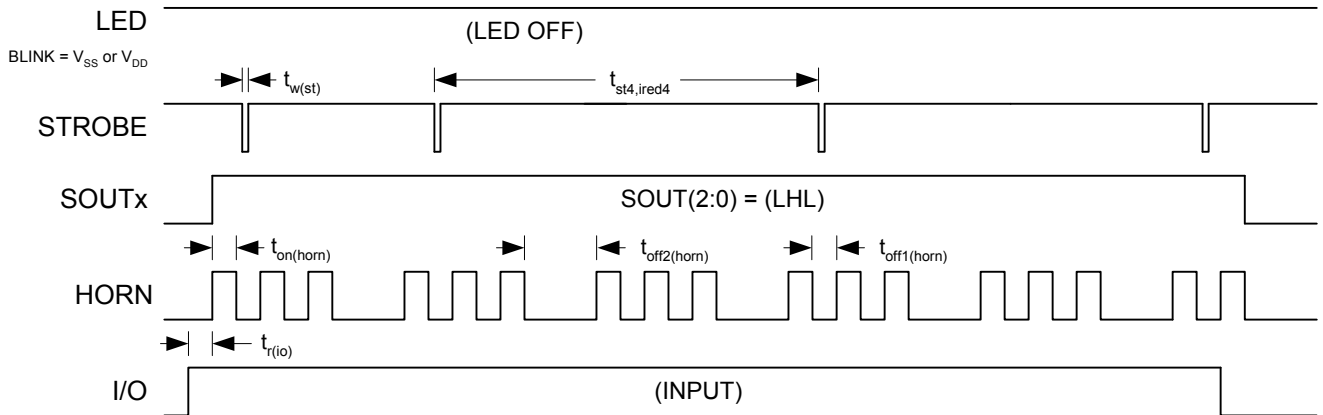 LED
(LED OFF)
BLINK = VSS or VDD
tw(st)
tst4,ired4
STROBE
SOUTx
SOUT(2:0) = (LHL)
ton(horn)
toff2(horn)
toff1(horn)
HORN
tr(io)
I/O
(INPUT)